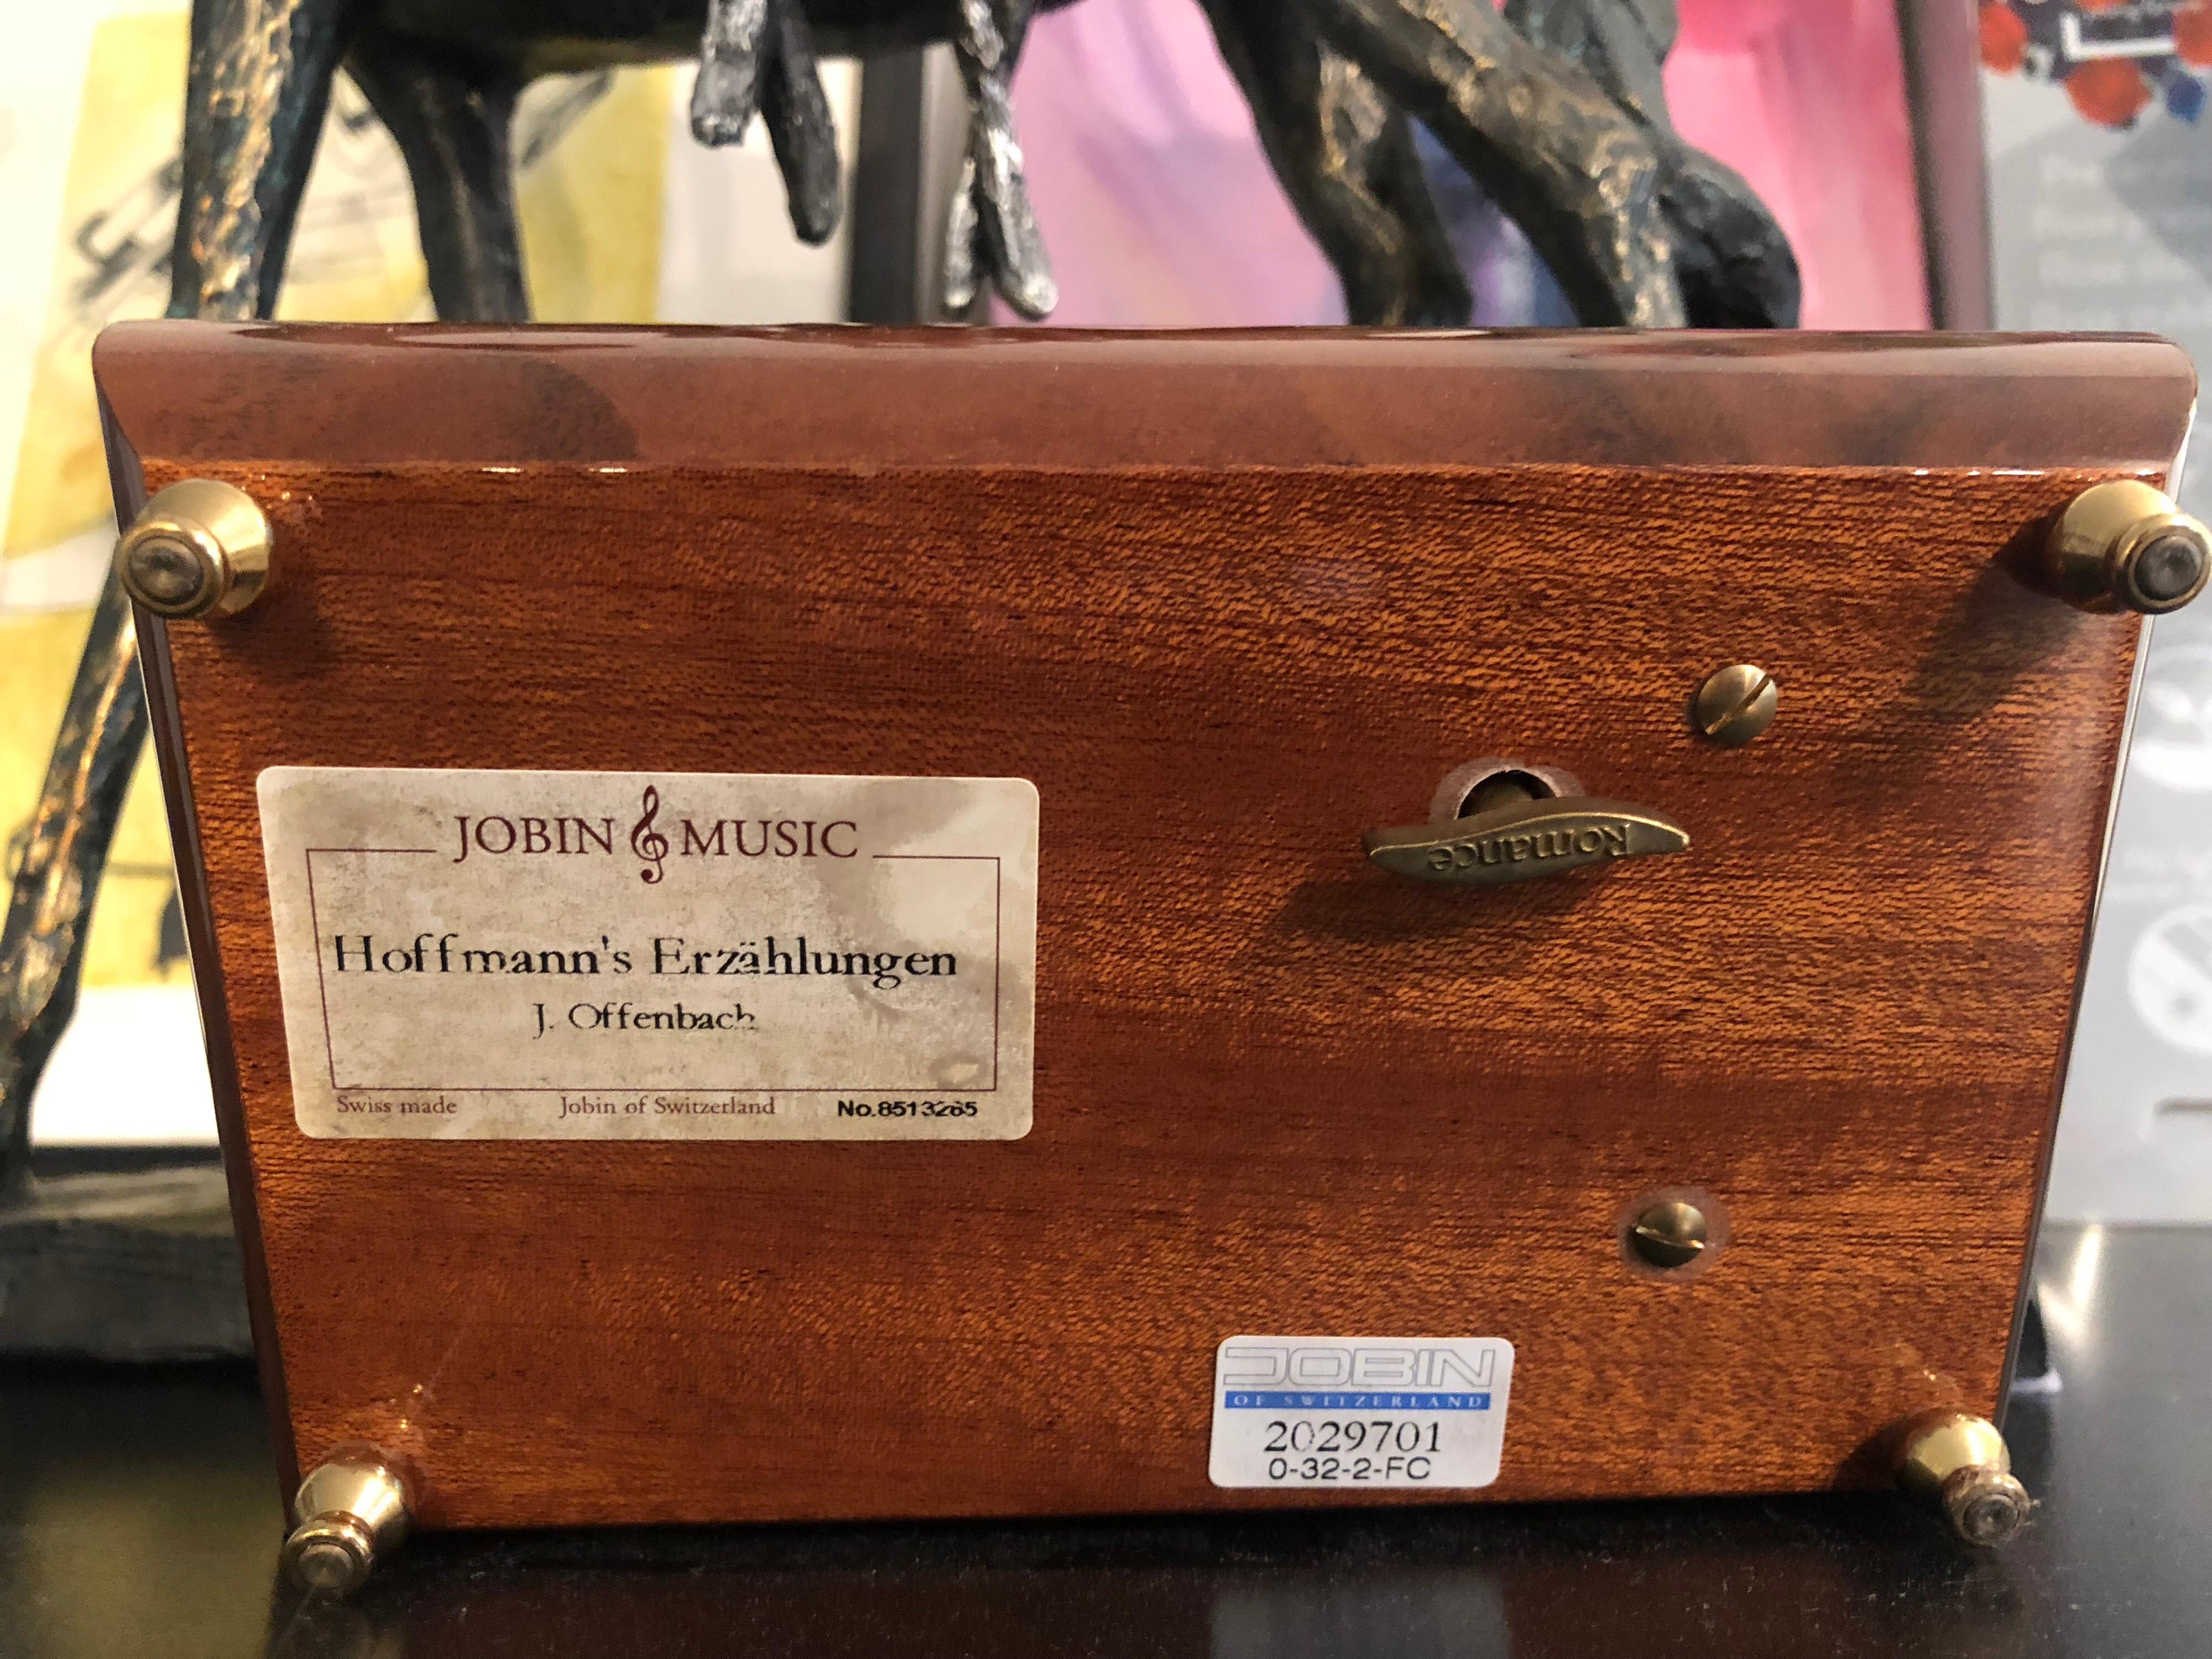 JOBIN MUSIC
Hoffmann's Erzählungen
J. Offenbach
Swiss made Jobin of Switzerland No.8513265
Romance
JOBIN
OF SWITZERLAND
2029701
0-32-2-FC